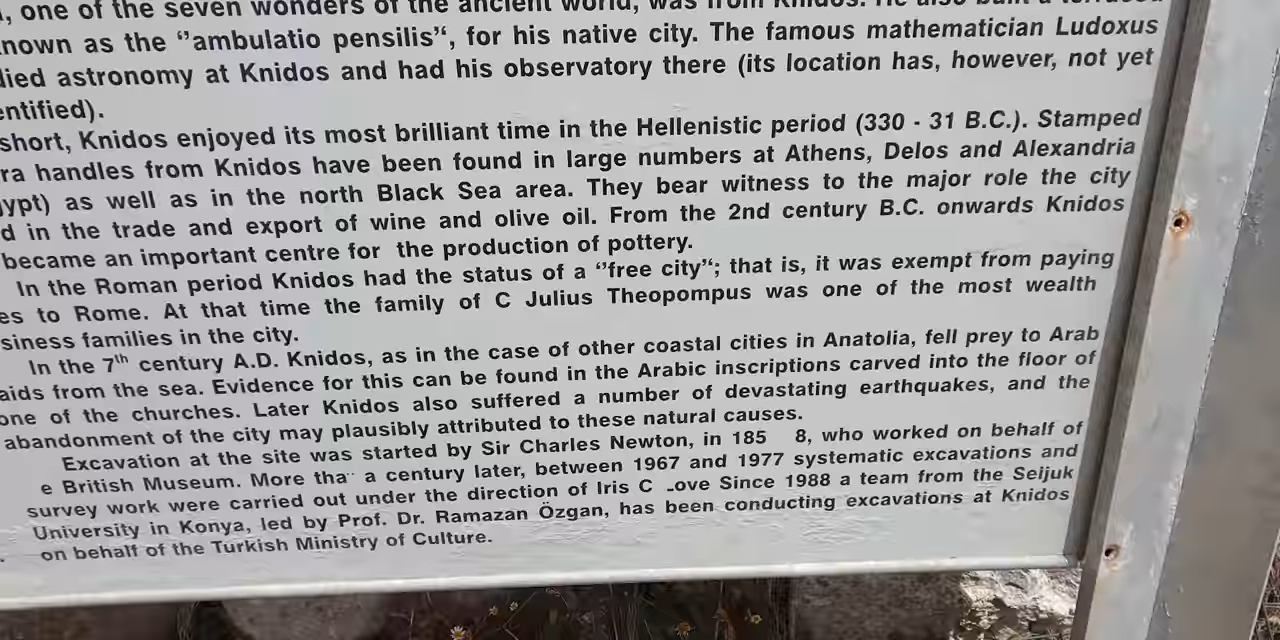 , one of the seven wonders of the ancient world, was from Knidos. He also built a terraced
nown as the ‘’ambulatio pensilis‘’, for his native city. The famous mathematician Ludoxus
died astronomy at Knidos and had his observatory there (its location has, however, not yet
entified).
short, Knidos enjoyed its most brilliant time in the Hellenistic period (330 - 31 B.C.). Stamped
ra handles from Knidos have been found in large numbers at Athens, Delos and Alexandria
ypt) as well as in the north Black Sea area. They bear witness to the major role the city
d in the trade and export of wine and olive oil. From the 2nd century B.C. onwards Knidos
became an important centre for the production of pottery.
In the Roman period Knidos had the status of a ‘’free city‘’; that is, it was exempt from paying
es to Rome. At that time the family of C Julius Theopompus was one of the most wealth
siness families in the city.
In the 7th century A.D. Knidos, as in the case of other coastal cities in Anatolia, fell prey to Arab
aids from the sea. Evidence for this can be found in the Arabic inscriptions carved into the floor of
one of the churches. Later Knidos also suffered a number of devastating earthquakes, and the
abandonment of the city may plausibly attributed to these natural causes.
Excavation at the site was started by Sir Charles Newton, in 185 8, who worked on behalf of
e British Museum. More tha a century later, between 1967 and 1977 systematic excavations and
survey work were carried out under the direction of Iris C ove Since 1988 a team from the Seijuk
University in Konya, led by Prof. Dr. Ramazan Özgan, has been conducting excavations at Knidos
on behalf of the Turkish Ministry of Culture.